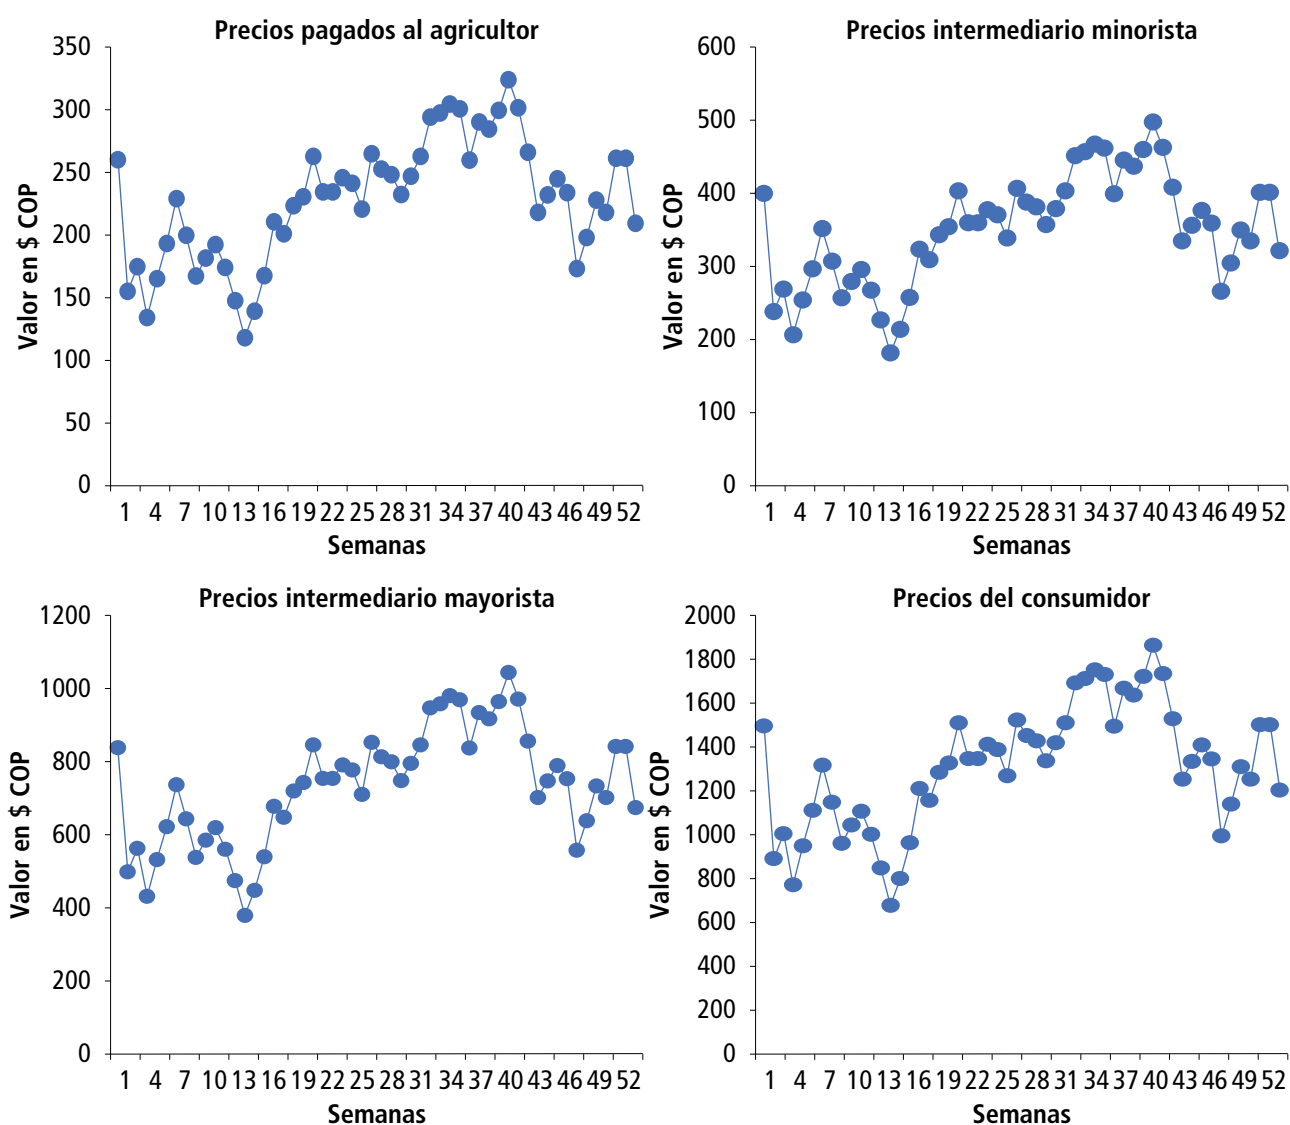 Precios pagados al agricultor
350
300
250
200
150
100
50
0
Valor en $ COP
1 4 7 10 13 16 19 22 25 28 31 34 37 40 43 46 49 52
Semanas
Precios intermediario minorista
600
500
400
300
200
100
0
Valor en $ COP
1 4 7 10 13 16 19 22 25 28 31 34 37 40 43 46 49 52
Semanas
Precios intermediario mayorista
1200
1000
800
600
400
200
0
Valor en $ COP
1 4 7 10 13 16 19 22 25 28 31 34 37 40 43 46 49 52
Semanas
Precios del consumidor
2000
1800
1600
1400
1200
1000
800
600
400
200
0
Valor en $ COP
1 4 7 10 13 16 19 22 25 28 31 34 37 40 43 46 49 52
Semanas